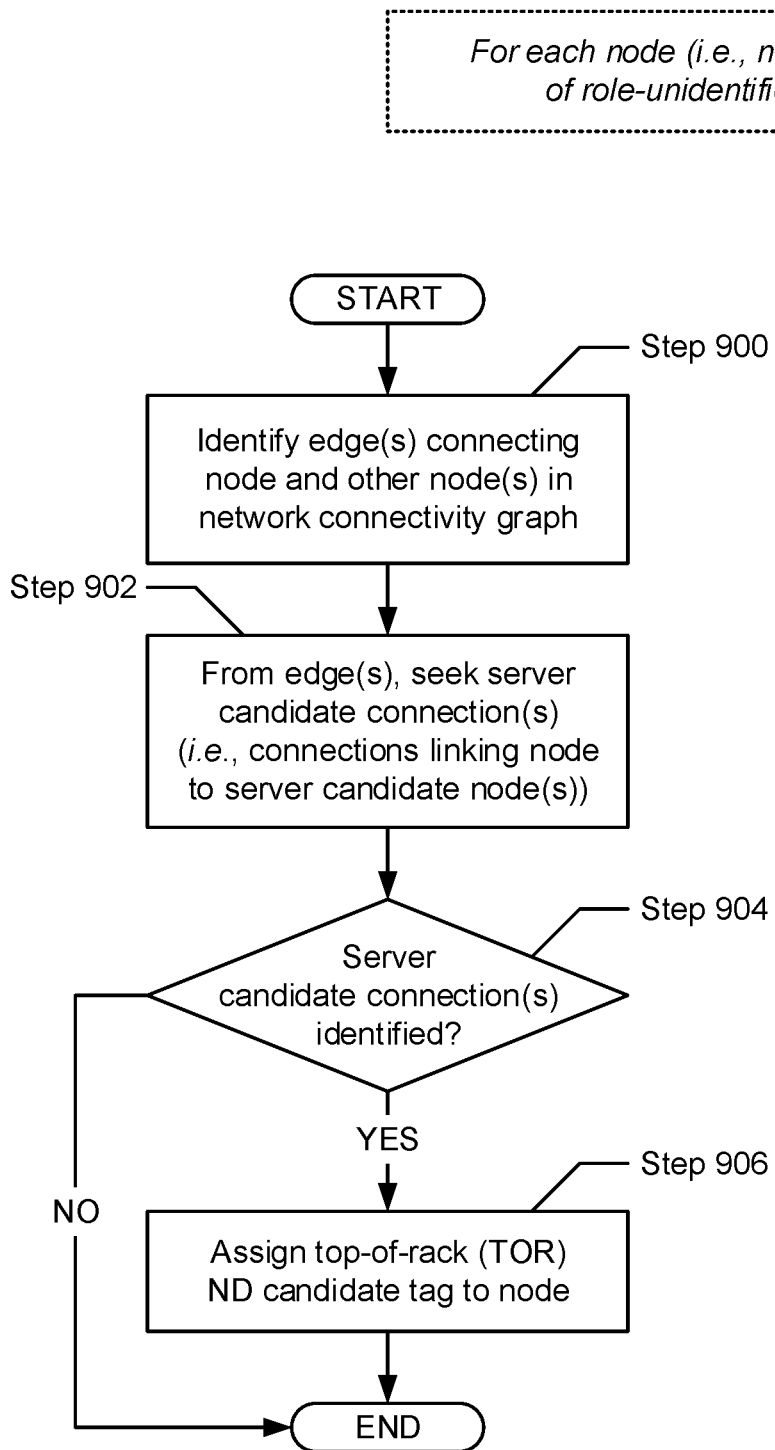 For each node (i.e., n
of role-unidentifi
START
Step 900
Identify edge(s) connecting
node and other node(s) in
network connectivity graph
Step 902
From edge(s), seek server
candidate connection(s)
(i.e., connections linking node
to server candidate node(s))
Step 904
Server
candidate connection(s)
identified?
YES
NO
Step 906
Assign top-of-rack (TOR)
ND candidate tag to node
END